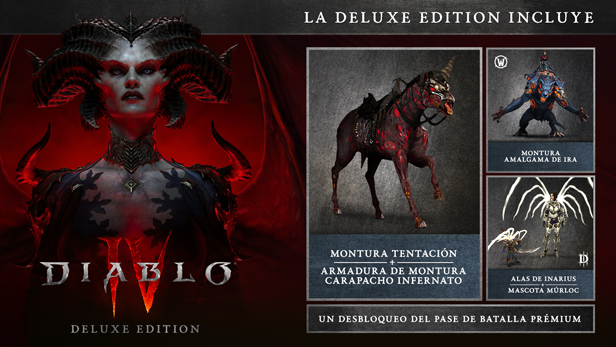 LA DELUXE EDITION INCLUYE
DIABLO
IV
DELUXE EDITION
MONTURA TENTACIÓN
+
ARMADURA DE MONTURA
CARAPACHO INFERNATO
W
MONTURA
AMALGAMA DE IRA
D
ALAS DE INARIUS
+
MASCOTA MÚRLOC
UN DESBLOQUEO DEL PASE DE BATALLA PRÉMIUM